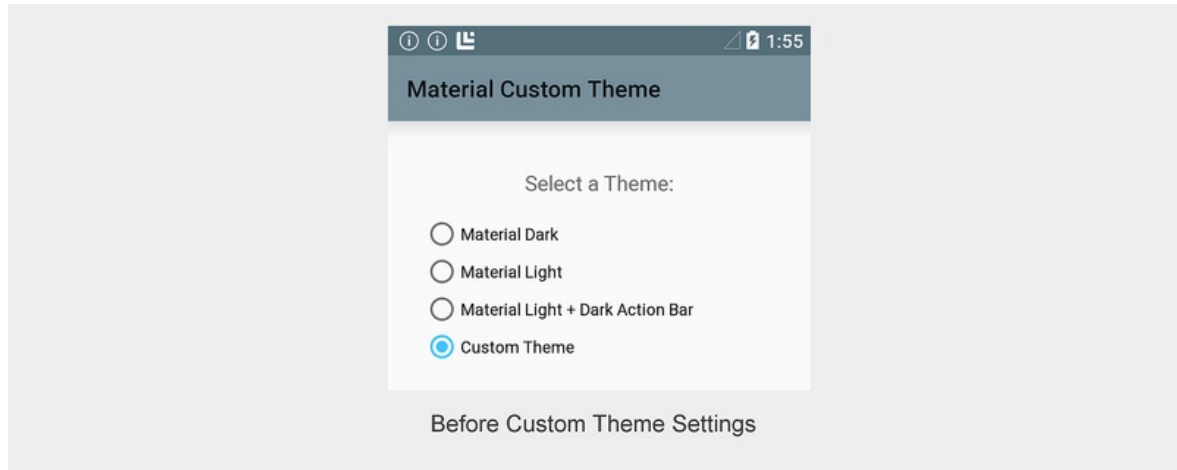 1:55
Material Custom Theme
Select a Theme:
Material Dark
Material Light
Material Light + Dark Action Bar
Custom Theme
Before Custom Theme Settings